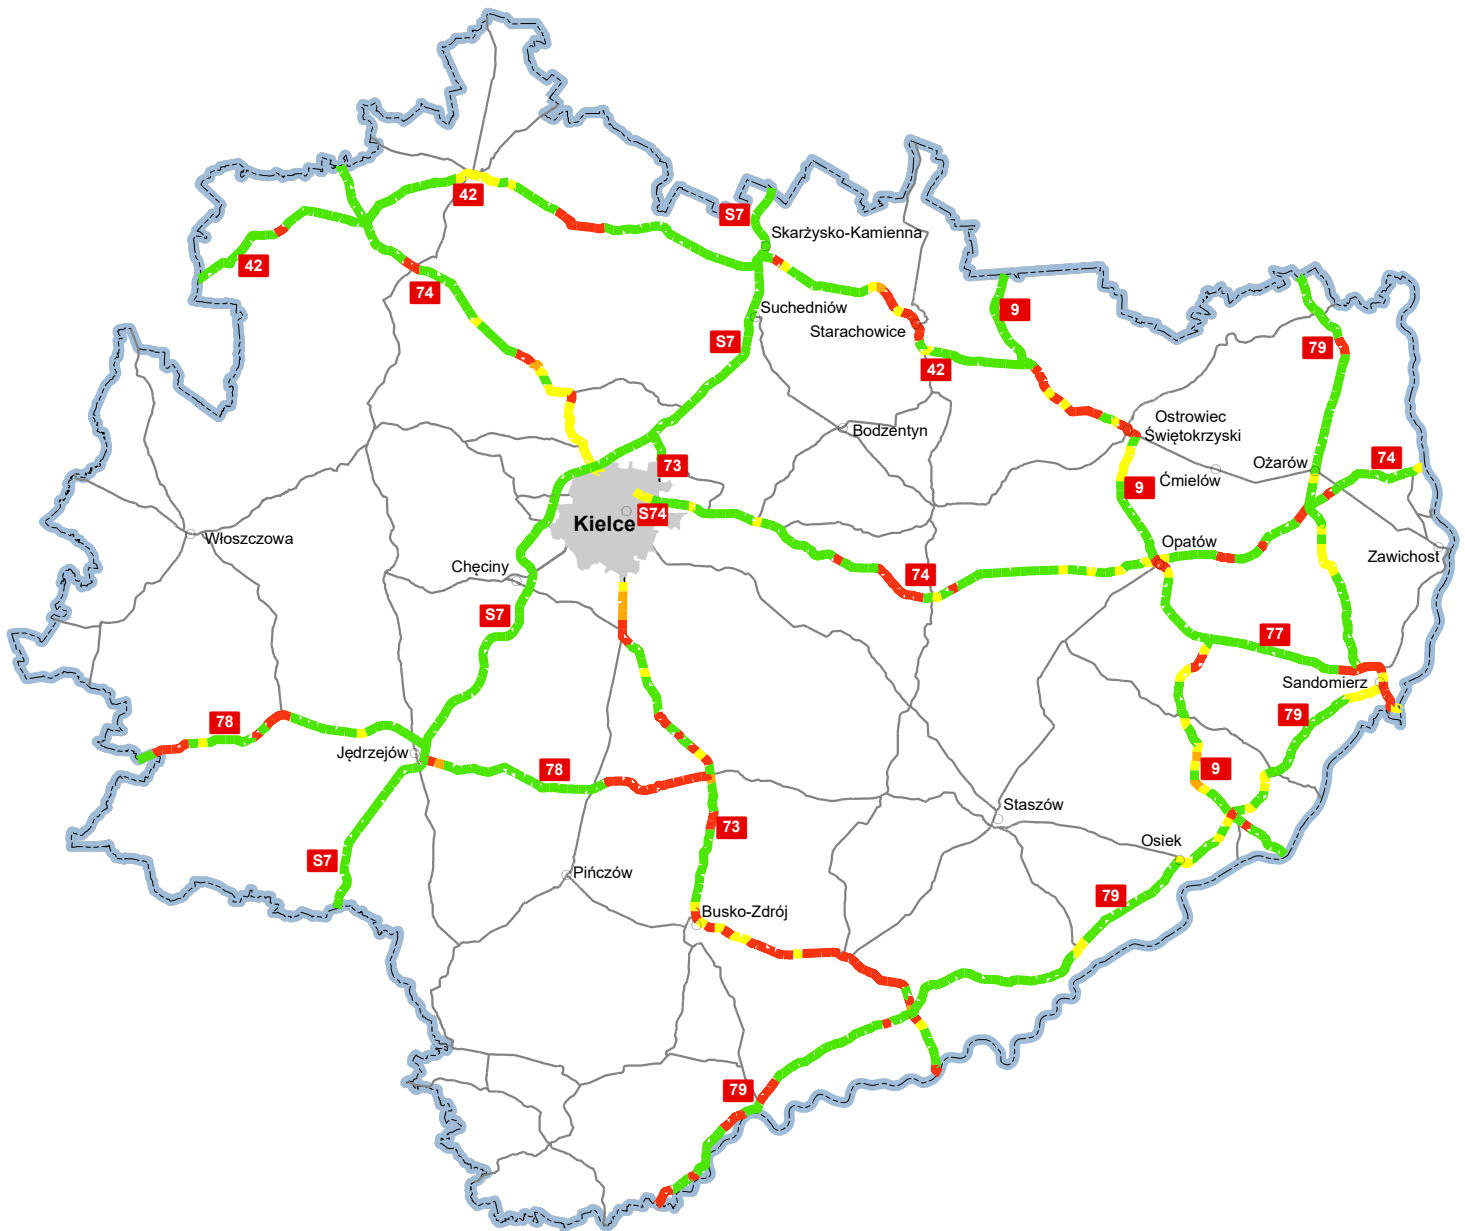 42
S7
Skarżysko-Kamienna
42
74
9
Suchedniów
Starachowice
S7
79
42
Ostrowiec
Świętokrzyski
Bodzentyn
73
Ożarów
74
Ćmielów
9
S74
Kielce
Włoszczowa
Opatów
Zawichost
Chęciny
74
S7
77
Sandomierz
78
79
Jędrzejów
78
9
Staszów
73
Osiek
S7
Pińczów
79
Busko-Zdrój
79